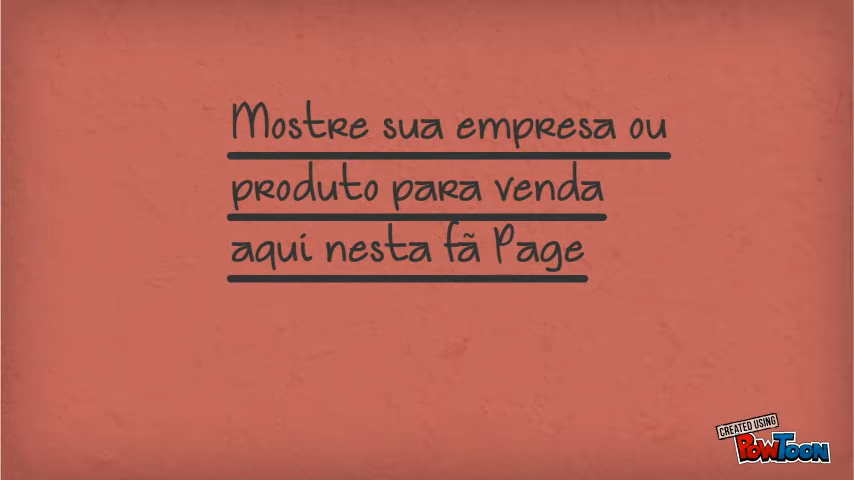 Mostre sua empresa ou
produto para venda
aqui nesta fã Page
CREATED USING
POWTOON